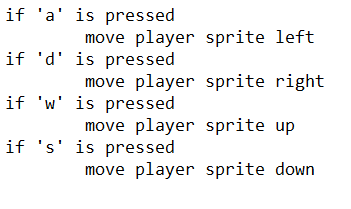 if 'a' is pressed
        move player sprite left
if 'd' is pressed
        move player sprite right
if 'w' is pressed
        move player sprite up
if 's' is pressed
        move player sprite down